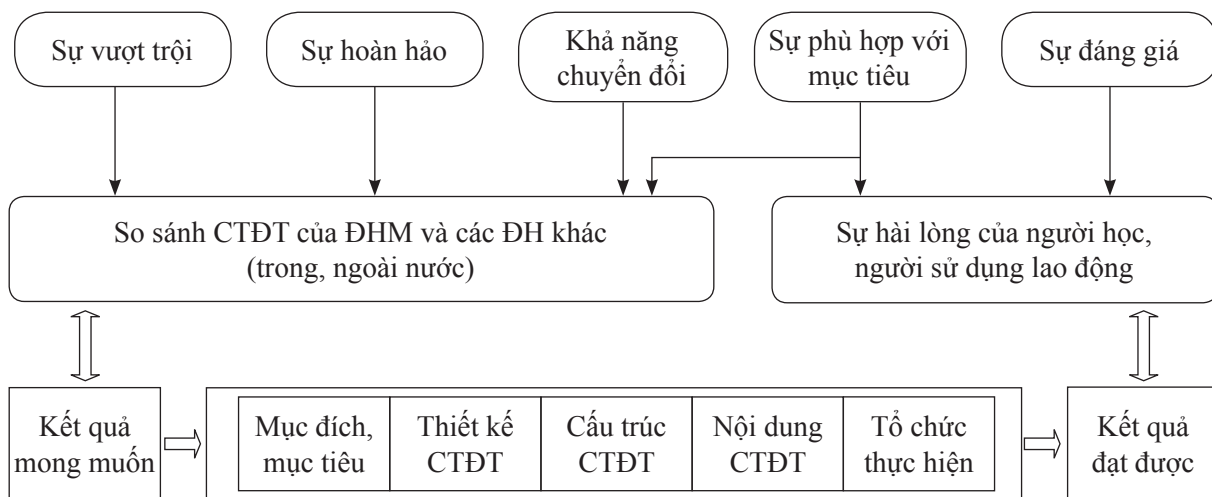 Sự vượt trội
Sự hoàn hảo
Khả năng
chuyển đổi
Sự phù hợp với
mục tiêu
Sự đáng giá
So sánh CTĐT của ĐHM và các ĐH khác
(trong, ngoài nước)
Sự hài lòng của người học,
người sử dụng lao động
Kết quả
mong muốn
Mục đích,
mục tiêu
Thiết kế
CTĐT
Cấu trúc
CTĐT
Nội dung
CTĐT
Tổ chức
thực hiện
Kết quả
đạt được